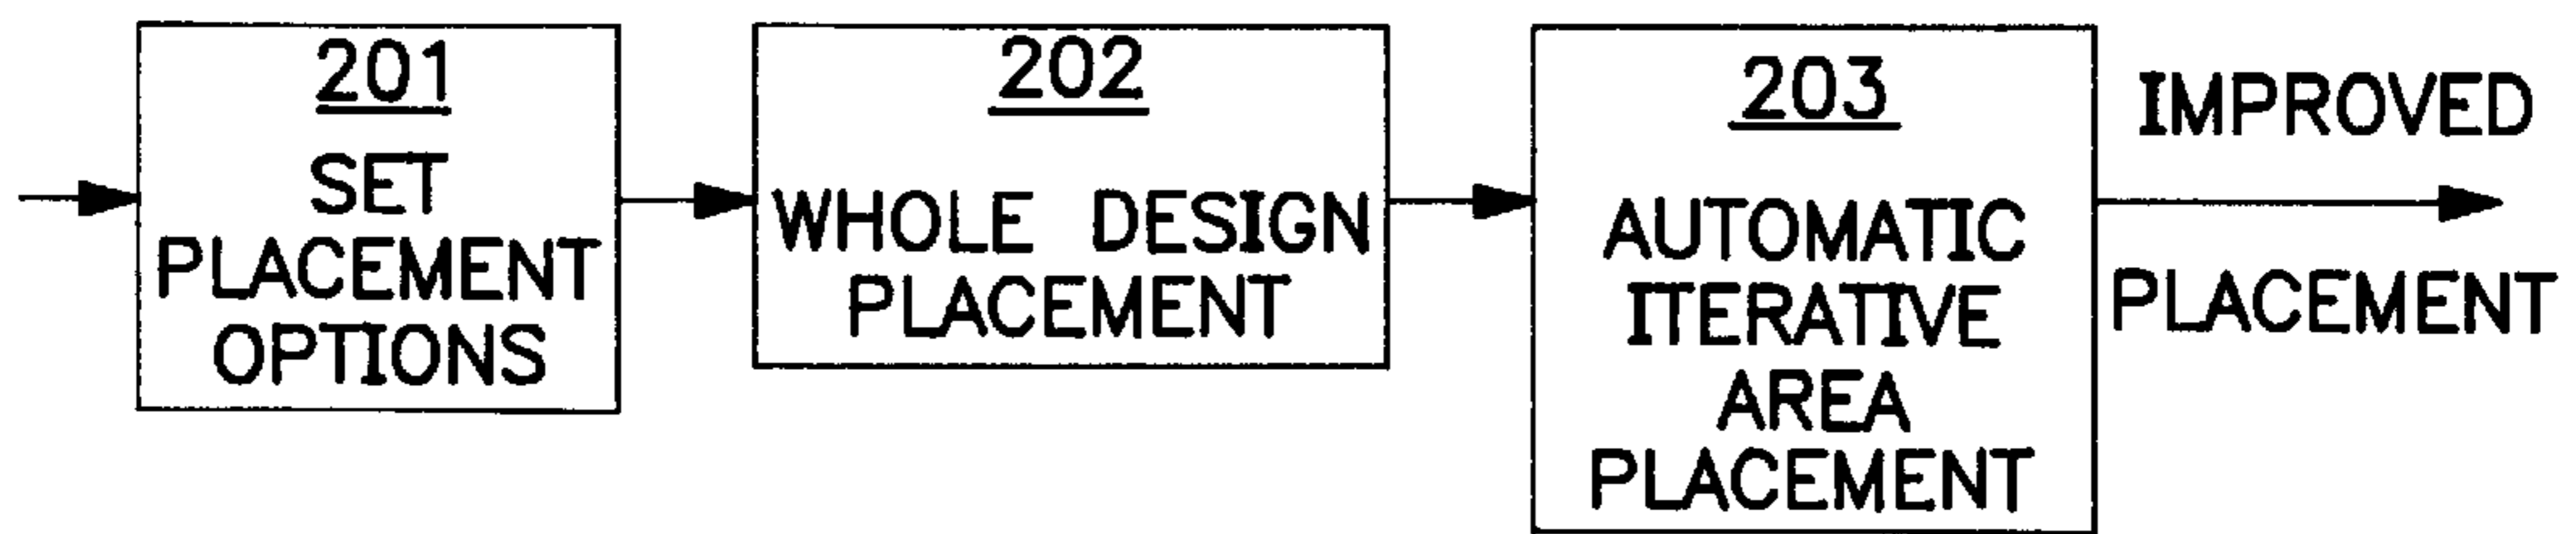 201
SET
PLACEMENT
OPTIONS
202
WHOLE DESIGN
PLACEMENT
203
AUTOMATIC
ITERATIVE
AREA
PLACEMENT
IMPROVED
PLACEMENT